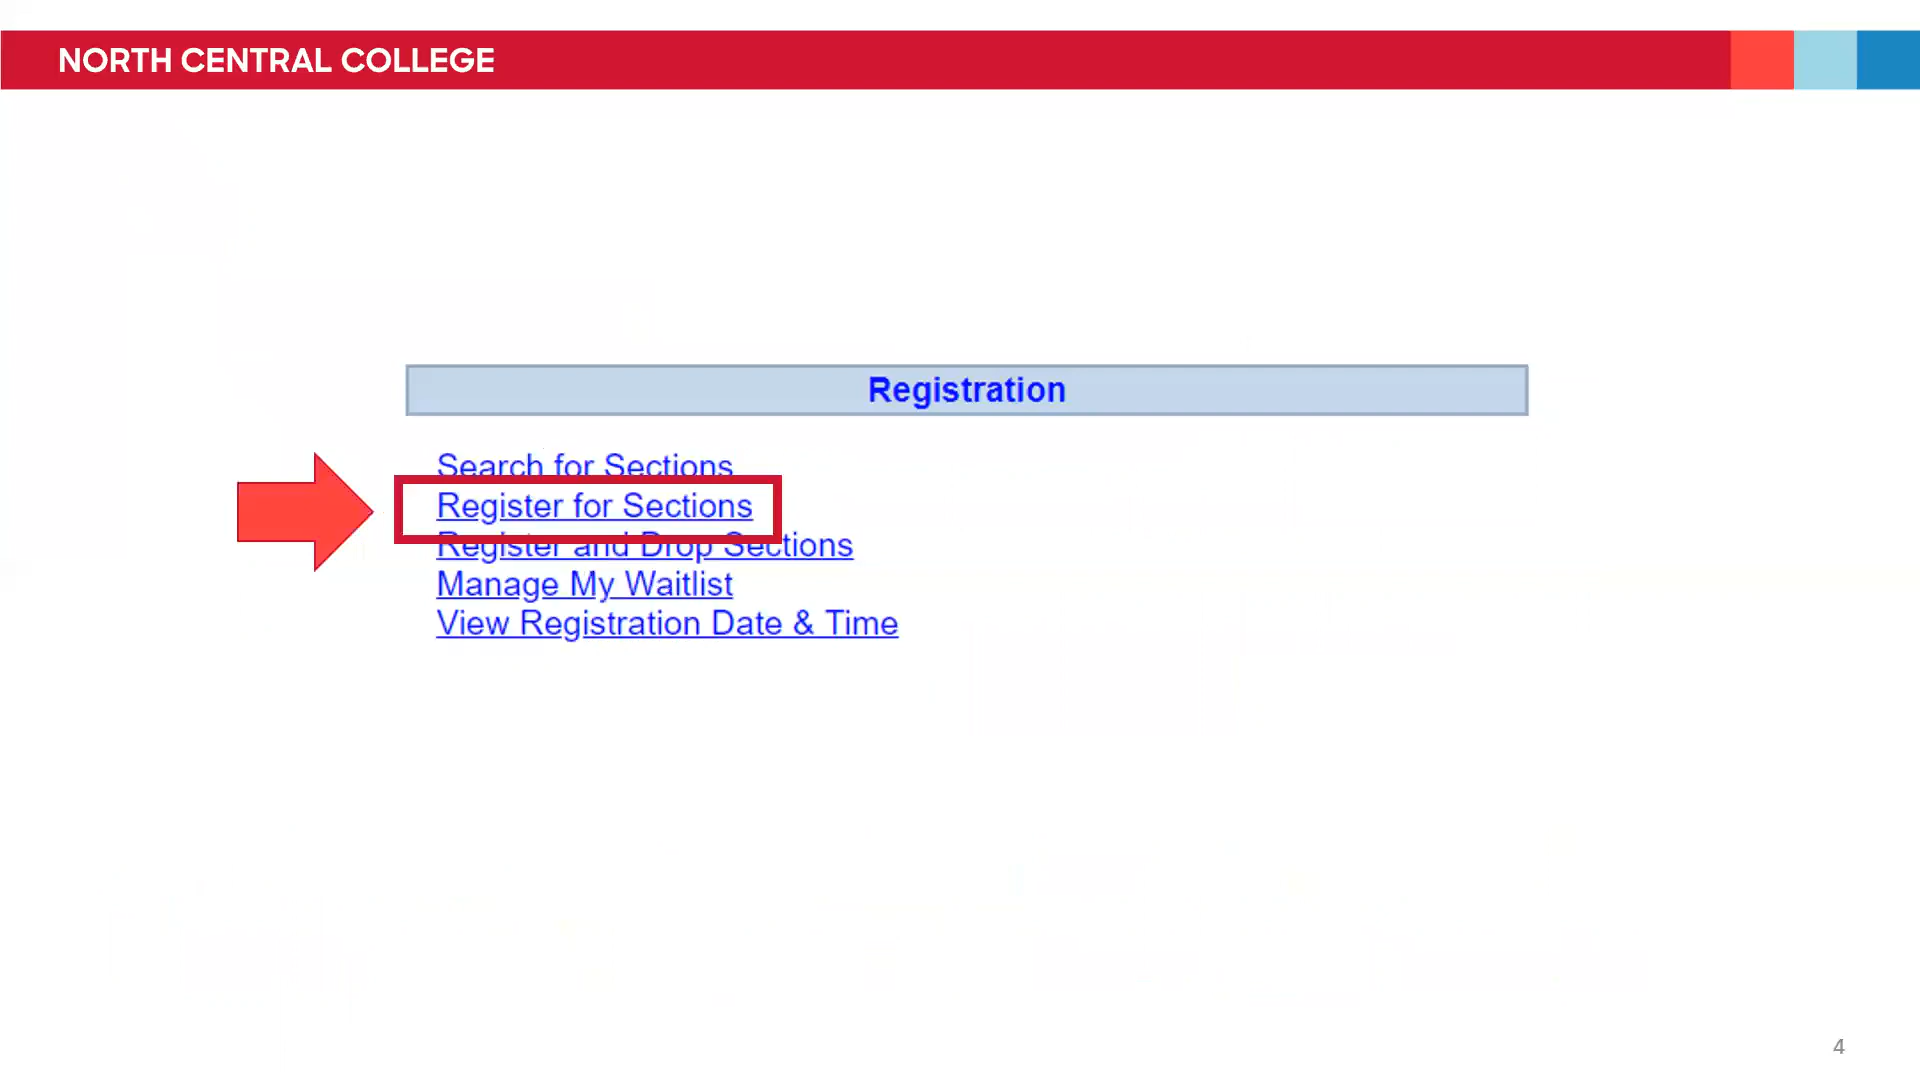 NORTH CENTRAL COLLEGE
Registration
Search for Sections
Register for Sections
Register and Drop Sections
Manage My Waitlist
View Registration Date & Time
4